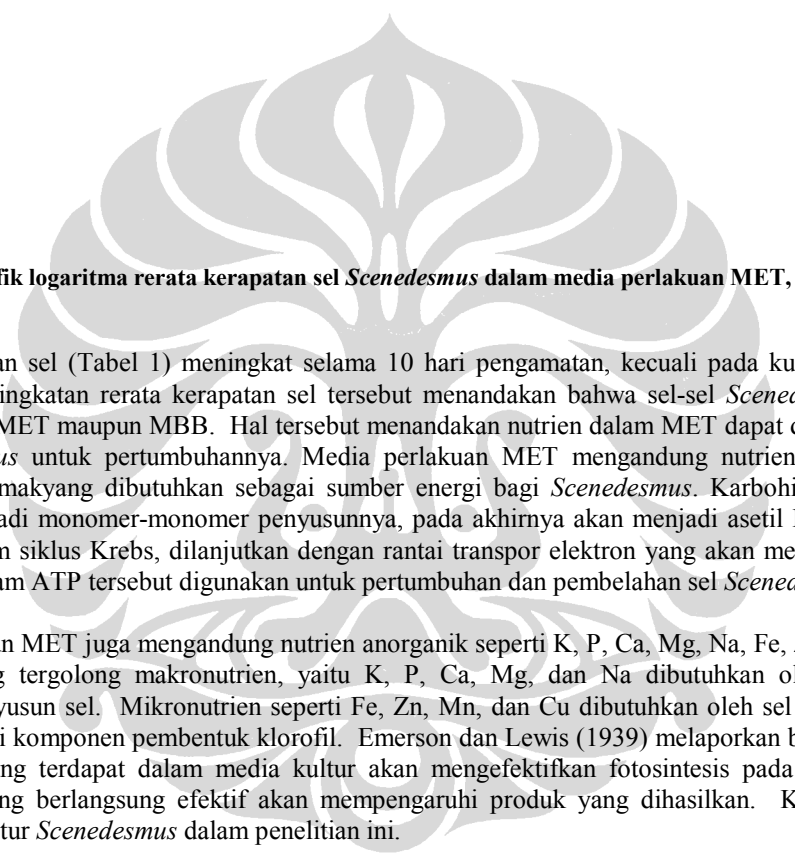 fik logaritma rerata kerapatan sel Scenedesmus dalam media perlakuan MET,
an sel (Tabel 1) meningkat selama 10 hari pengamatan, kecuali pada ku
ingkatan rerata kerapatan sel tersebut menandakan bahwa sel-sel Scened
MET maupun MBB. Hal tersebut menandakan nutrien dalam MET dapat d
us untuk pertumbuhannya. Media perlakuan MET mengandung nutrien
makyang dibutuhkan sebagai sumber energi bagi Scenedesmus. Karbohi
adi monomer-monomer penyusunnya, pada akhirnya akan menjadi asetil
m siklus Krebs, dilanjutkan dengan rantai transpor elektron yang akan me
am ATP tersebut digunakan untuk pertumbuhan dan pembelahan sel Scened
an MET juga mengandung nutrien anorganik seperti K, P, Ca, Mg, Na, Fe,
g tergolong makronutrien, yaitu K, P, Ca, Mg, dan Na dibutuhkan ol
yusun sel. Mikronutrien seperti Fe, Zn, Mn, dan Cu dibutuhkan oleh sel
i komponen pembentuk klorofil. Emerson dan Lewis (1939) melaporkan b
ng terdapat dalam media kultur akan mengefektifkan fotosintesis pada
ng berlangsung efektif akan mempengaruhi produk yang dihasilkan. K
tur Scenedesmus dalam penelitian ini.